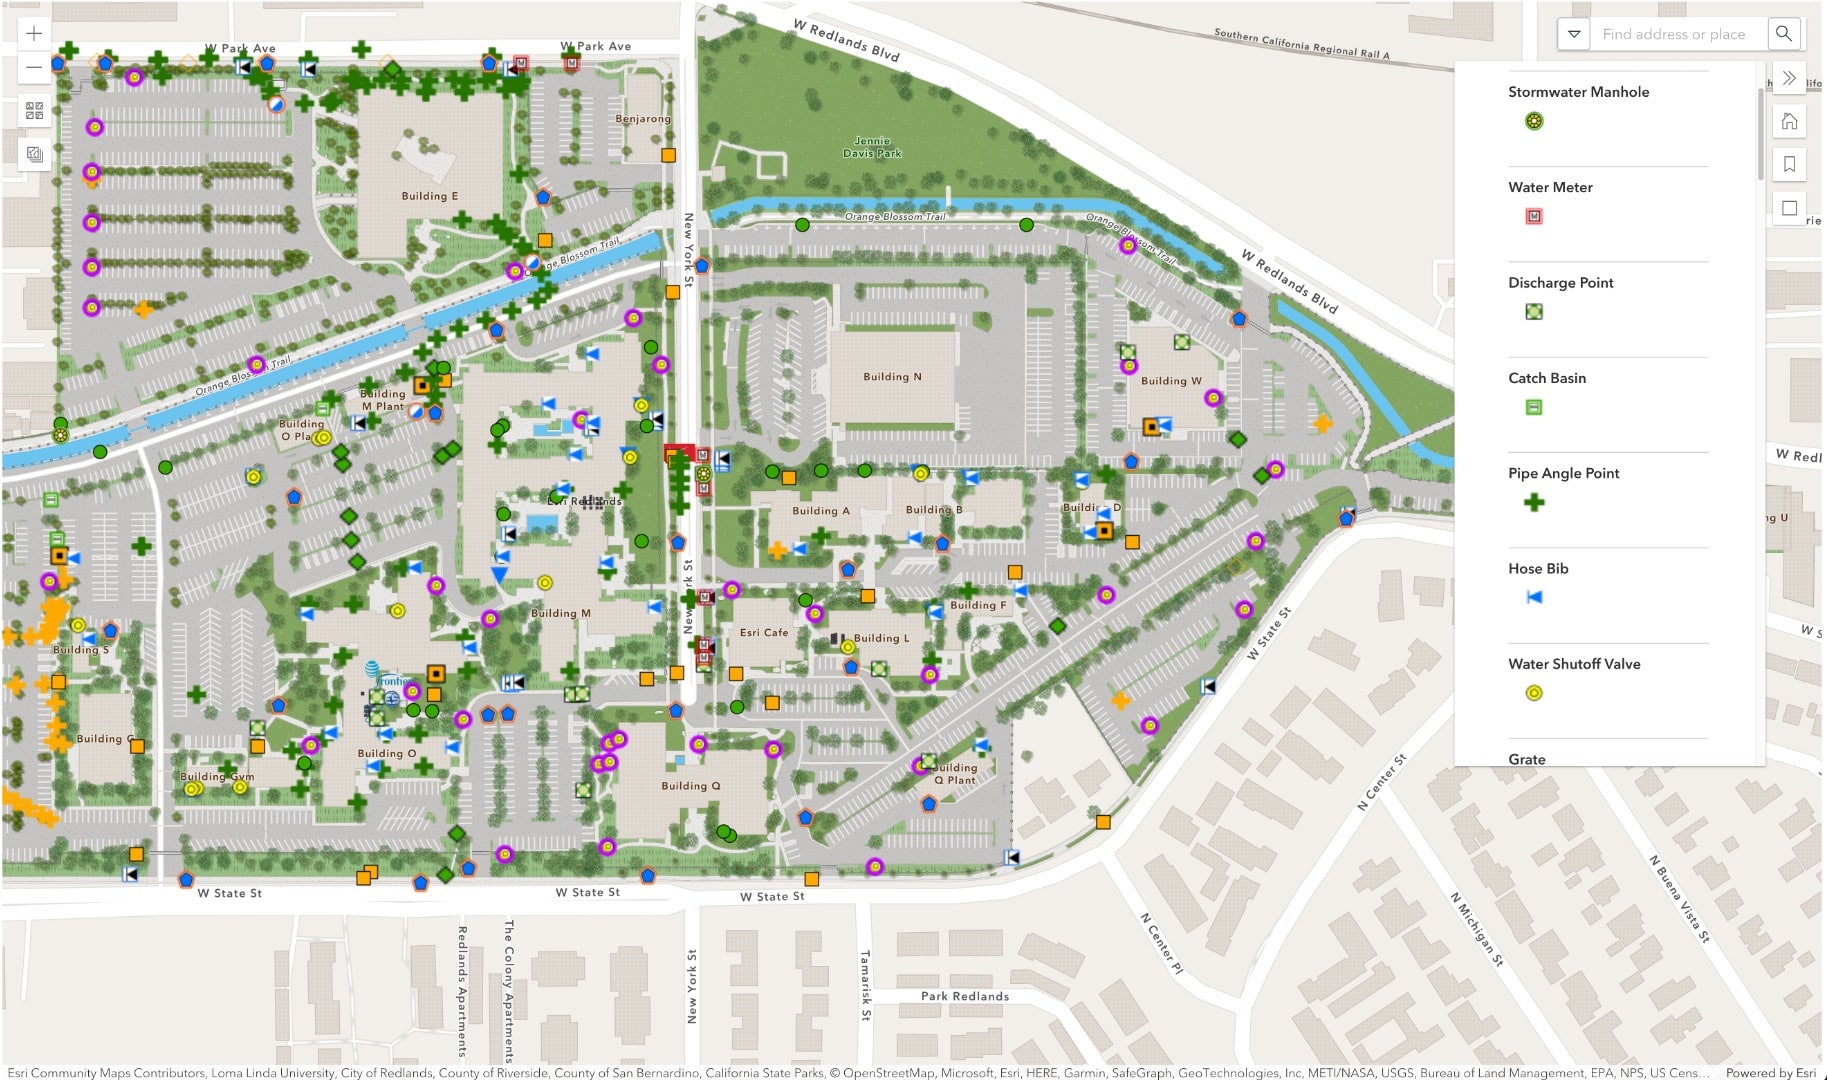 W Park Ave
W Park Ave
W Redlands Blvd
Southern California Regional Rail A
Find address or place
Benjarong
Jennie
Davis Park
Building E
Orange Blossom Trail
Orange Blossom Trail
Orange Blossom Trail
New York St
W Redlands Blvd
Orange Blossom Trail
Building
M Plant
Building
O Pla
Building N
Building W
Esri Redlands
Building A
Building B
Building D
Building F
Building M
Esri Cafe
Building L
Building S
Building
Building O
Building Gym
Building Q
Building
Q Plant
W State St
N Center St
W State St
W State St
W State St
Redlands Apartments
The Colony Apartments
New York St
Tamarisk St
Park Redlands
N Center Pl
N Michigan St
N Buena Vista St
W Redl
ng U
W S
Stormwater Manhole
Water Meter
Discharge Point
Catch Basin
Pipe Angle Point
Hose Bib
Water Shutoff Valve
Grate
Esri Community Maps Contributors, Loma Linda University, City of Redlands, County of Riverside, County of San Bernardino, California State Parks, © OpenStreetMap, Microsoft, Esri, HERE, Garmin, SafeGraph, GeoTechnologies, Inc, METI/NASA, USGS, Bureau of Land Management, EPA, NPS, US Cens...
Powered by Esri